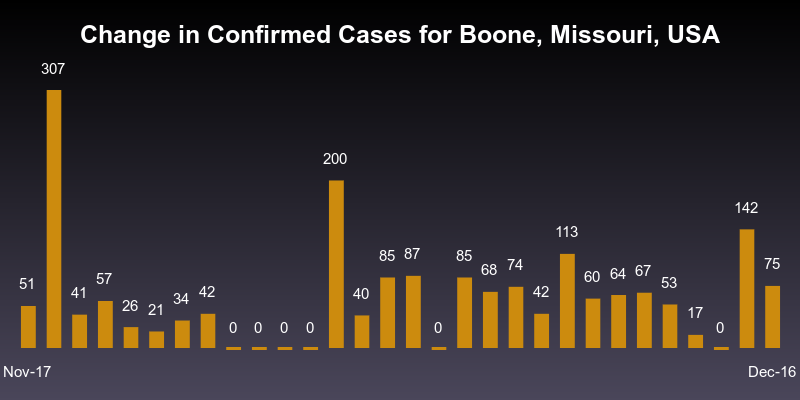 Change in Confirmed Cases for Boone, Missouri, USA
307
200
142
113
85 87 85 74 75
68 67
57 60 64
51 53
41 34 42 40 42
26 21 17
0 0 0 0 0 0
Nov-17 Dec-16